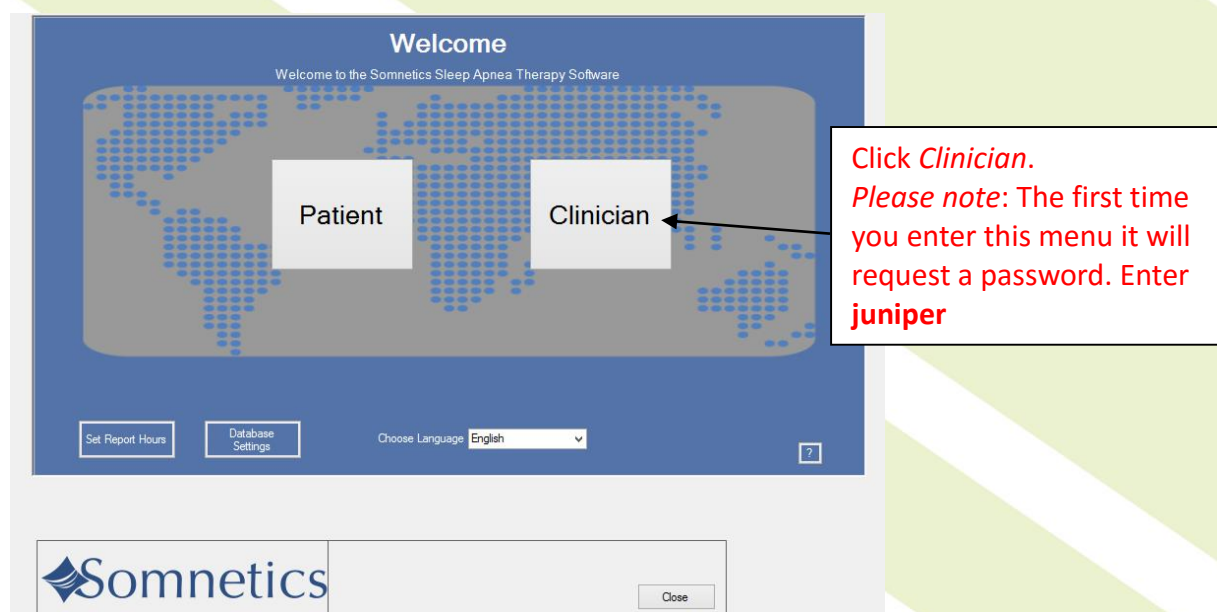 Welcome
Welcome to the Somnetics Sleep Apnea Therapy Software
Patient
Clinician
Click Clinician.
Please note: The first time
you enter this menu it will
request a password. Enter
juniper
Set Report Hours
Database
Settings
Choose Language English
?
Somnetics
Close